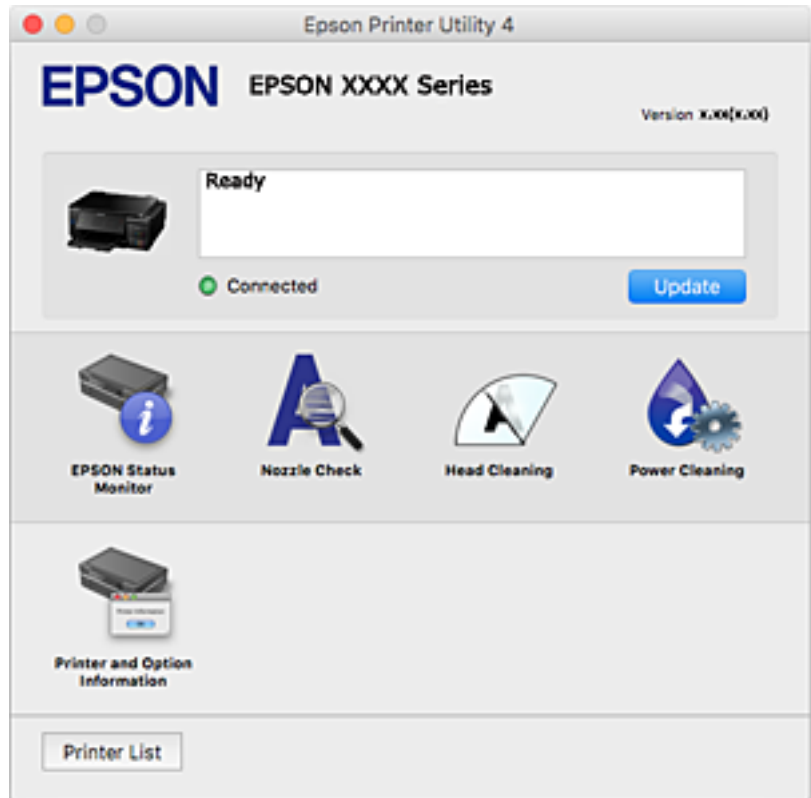 Epson Printer Utility 4
EPSON
EPSON XXXX Series
Version x.xx(x.xx)
Ready
Connected
Update
EPSON Status
Monitor
Nozzle Check
Head Cleaning
Power Cleaning
Printer and Option
Information
Printer List